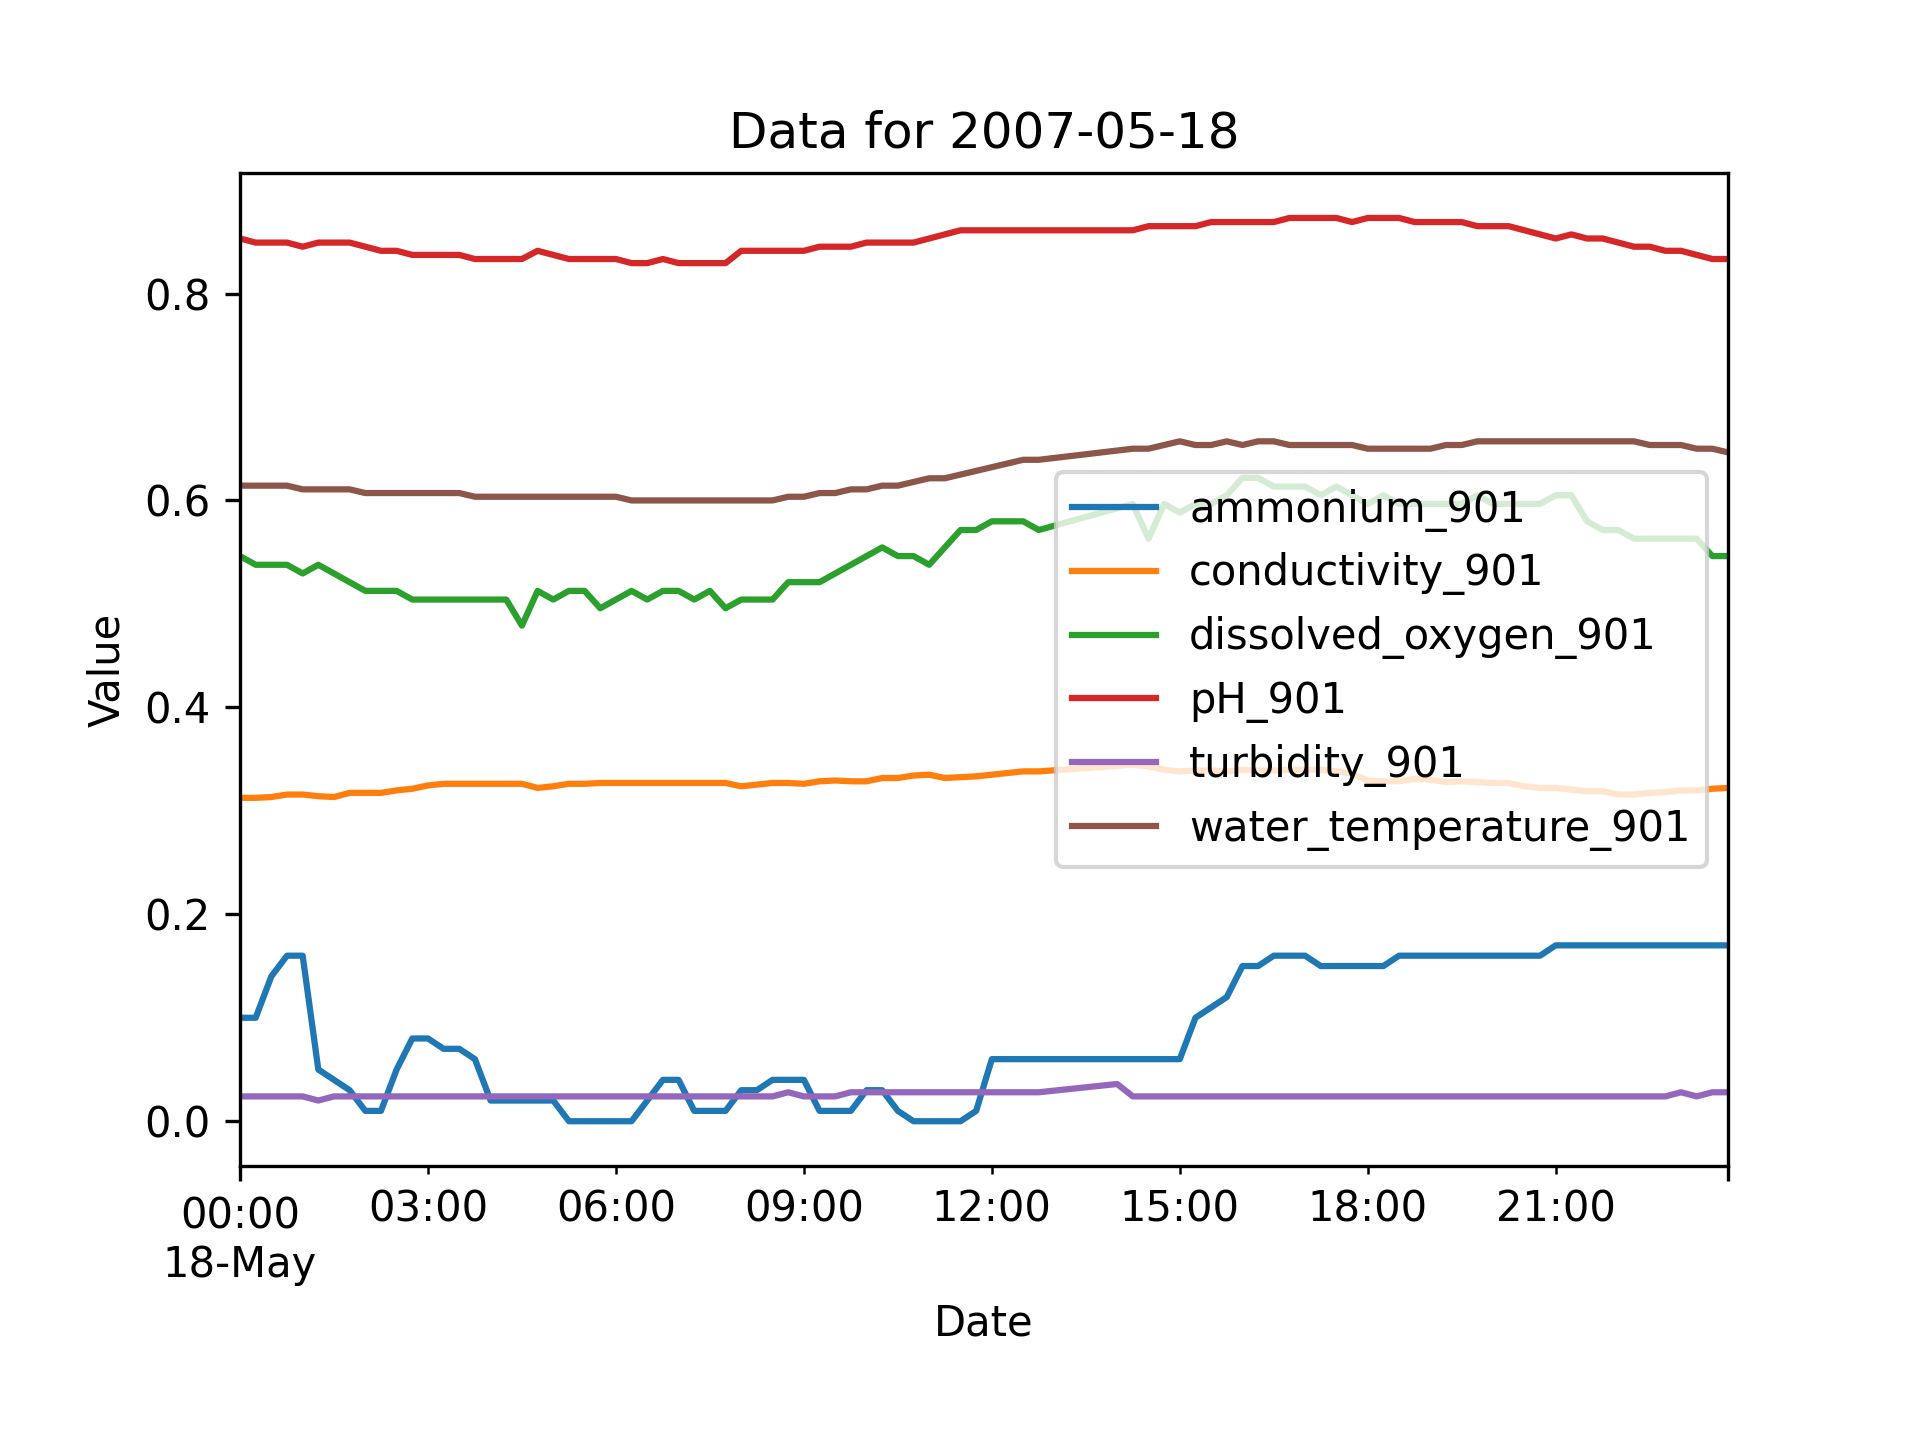 Data for 2007-05-18
Value
0.8
0.6
0.4
0.2
0.0
ammonium_901
conductivity_901
dissolved_oxygen_901
pH_901
turbidity_901
water_temperature_901
00:00 03:00 06:00 09:00 12:00 15:00 18:00 21:00
18-May
Date